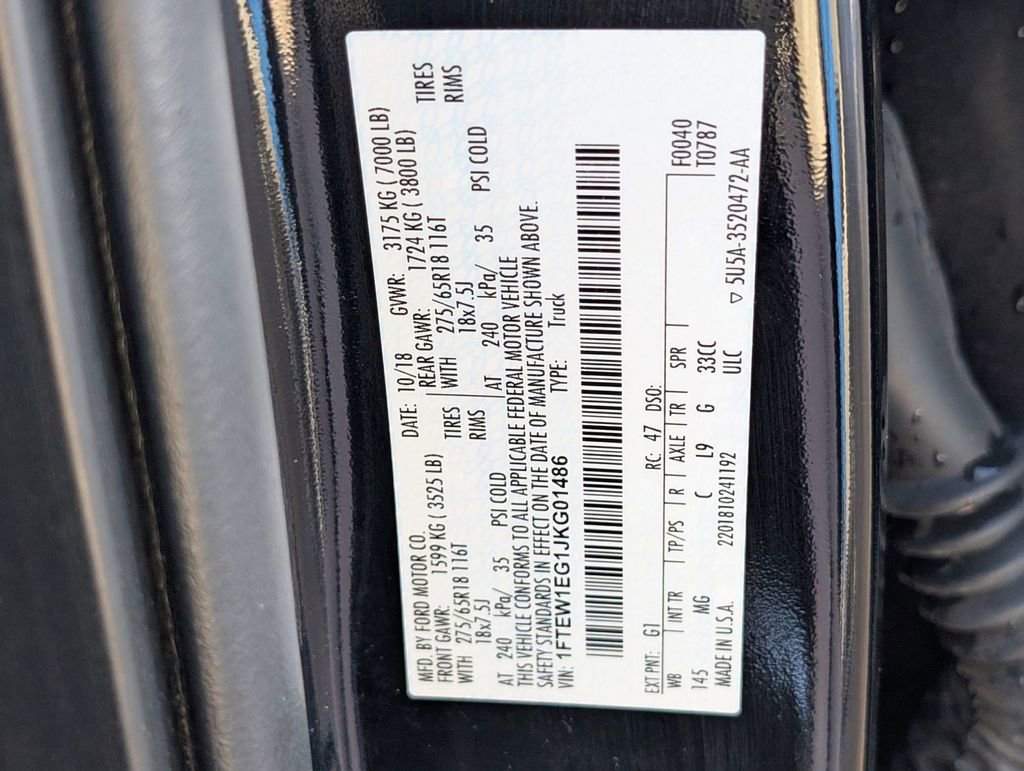 MFD. BY FORD MOTOR CO. DATE: 10/18 GVWR: 3175 KG ( 7000 LB)
FRONT GAWR: 1599 KG ( 3525 LB) REAR GAWR: 1724 KG ( 3800 LB)
WITH 275/65R18 116T TIRES WITH 275/65R18 116T TIRES
18x7.5J RIMS 18x7.5J RIMS
AT 240 kPa/ 35 PSI COLD AT 240 kPa/ 35 PSI COLD
THIS VEHICLE CONFORMS TO ALL APPLICABLE FEDERAL MOTOR VEHICLE
SAFETY STANDARDS IN EFFECT ON THE DATE OF MANUFACTURE SHOWN ABOVE.
VIN: 1FTEW1EG1JKG01486 TYPE: Truck
EXT PNT: G1 RC: 47 DSO: F0040
WB INT TR TP/PS R AXLE TR SPR T0787
145 MG C L9 G 33CC
MADE IN U.S.A. 2201810241192 ULC ▽ 5U5A-3520472-AA